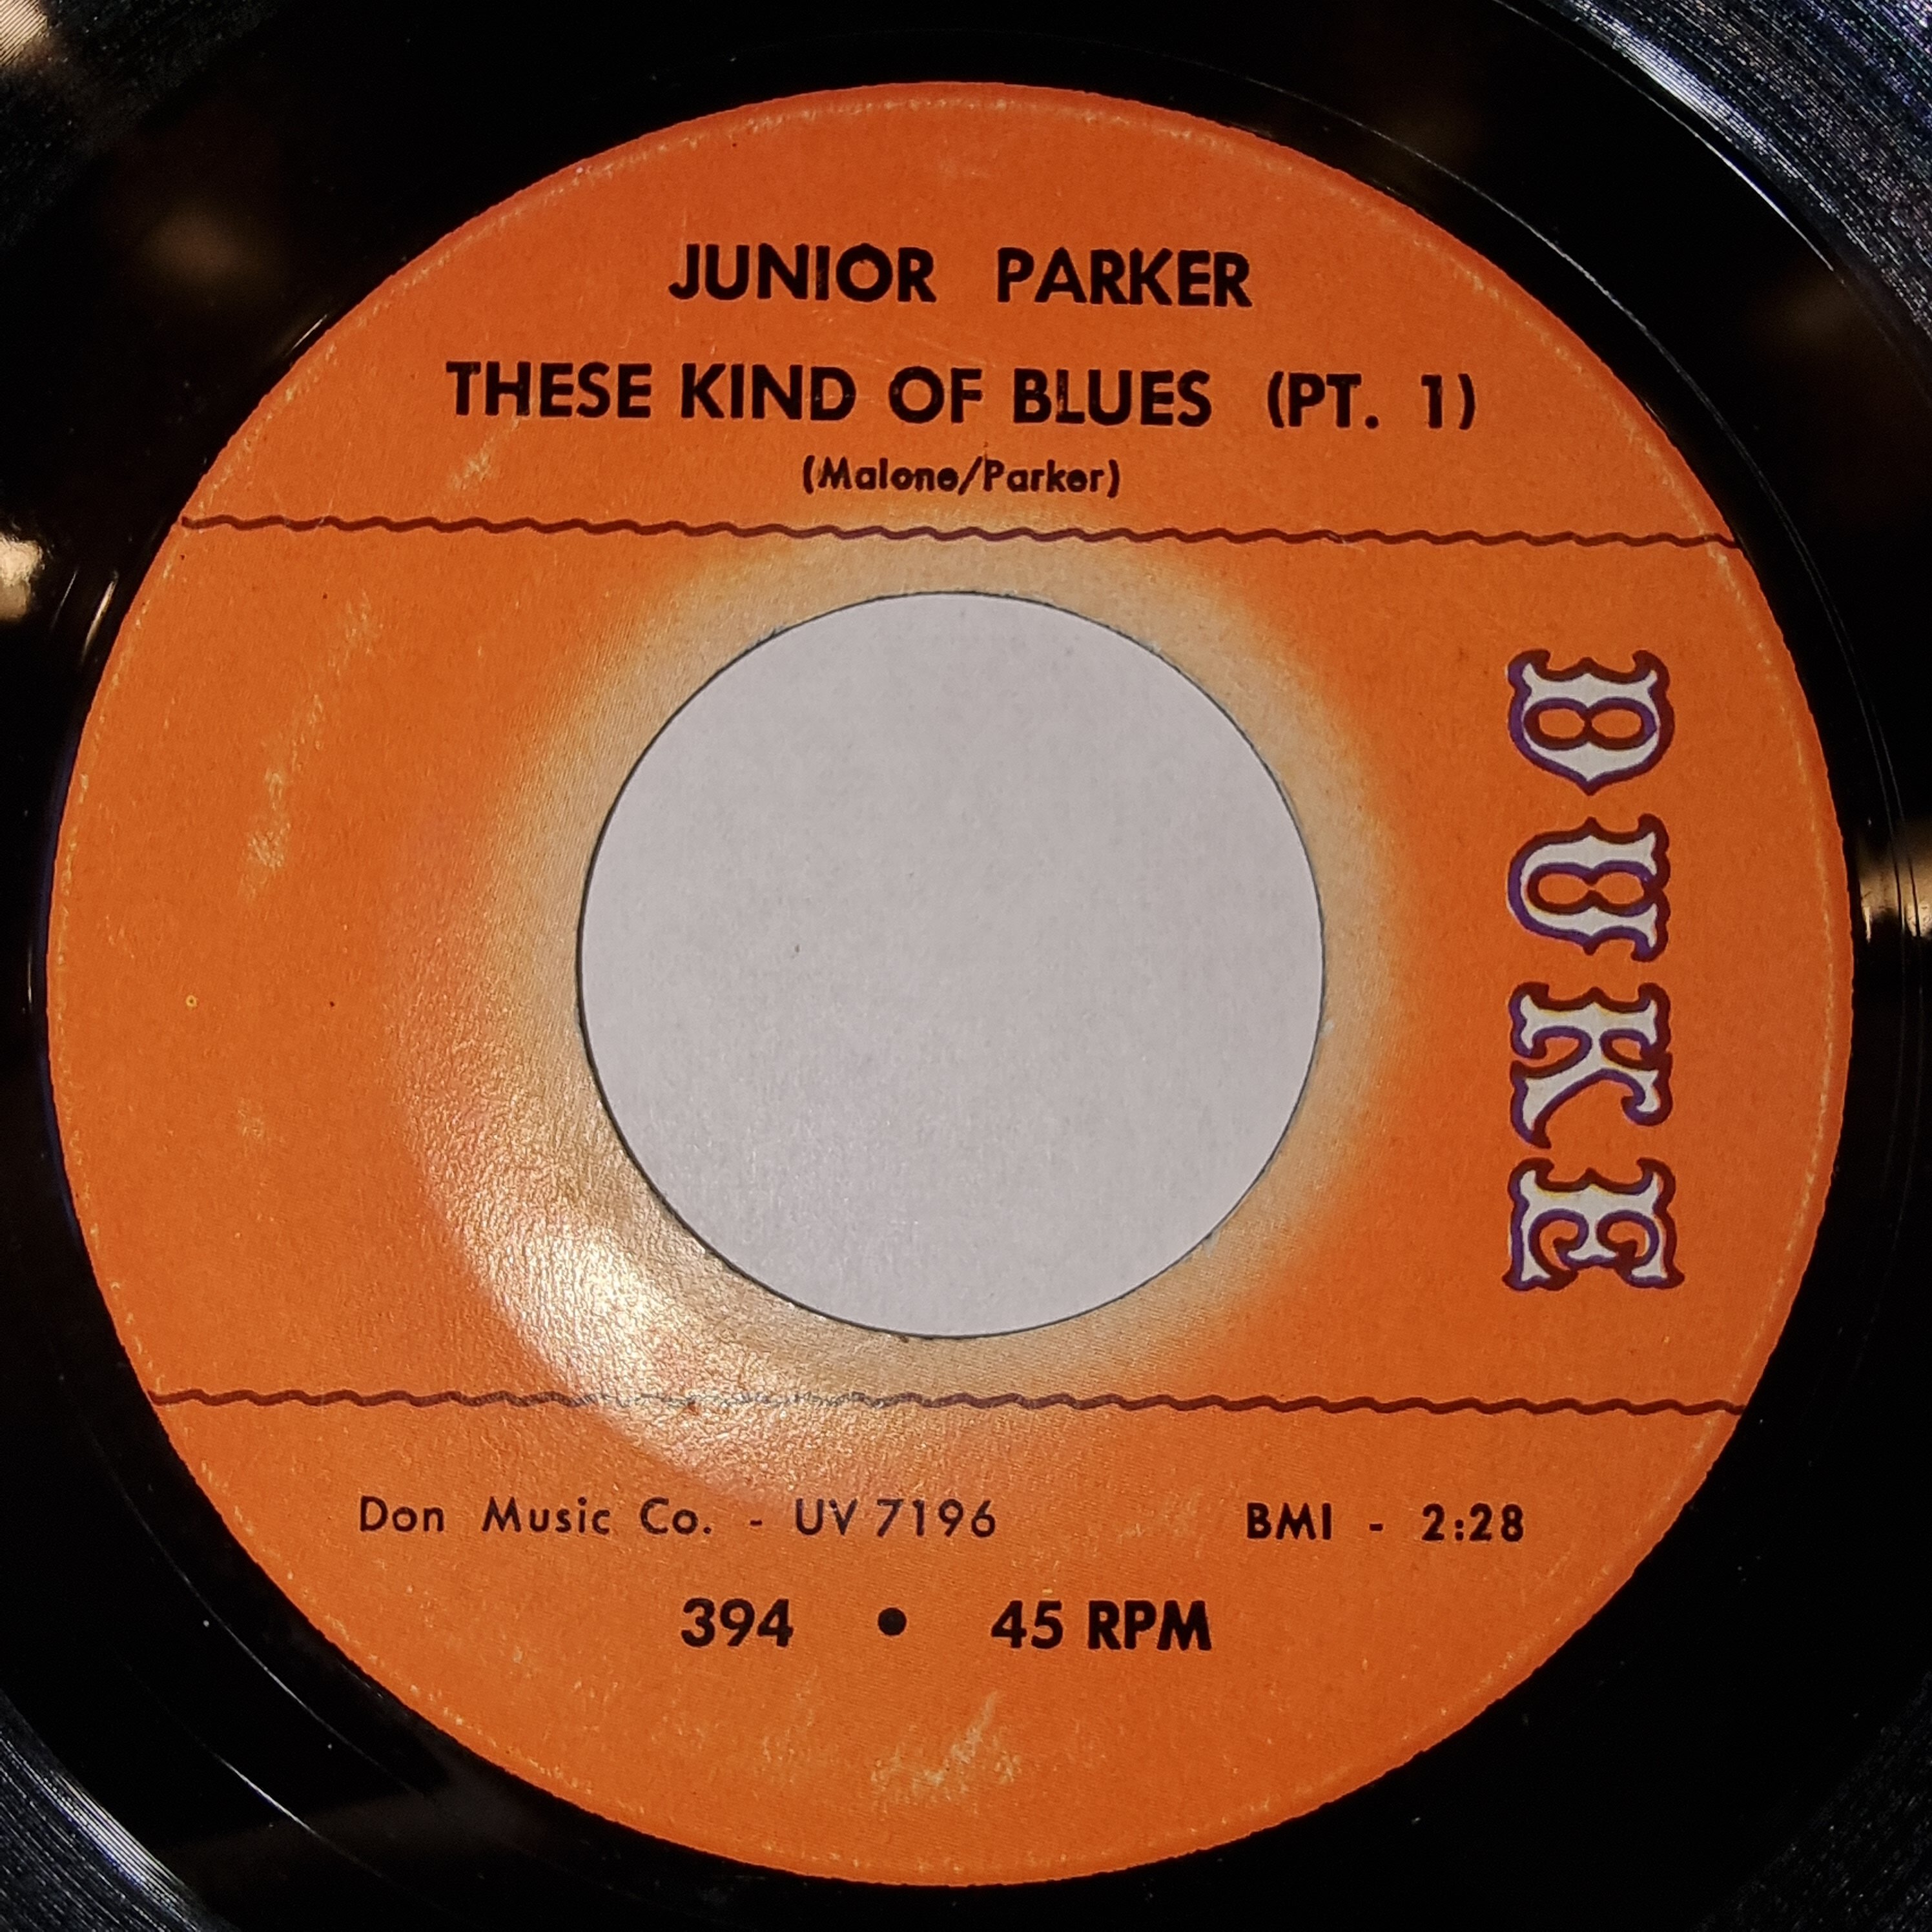 JUNIOR PARKER
THESE KIND OF BLUES (PT. 1)
(Malone/Parker)
DUKE
Don Music Co. - UV 7196 BMI - 2:28
394 • 45 RPM